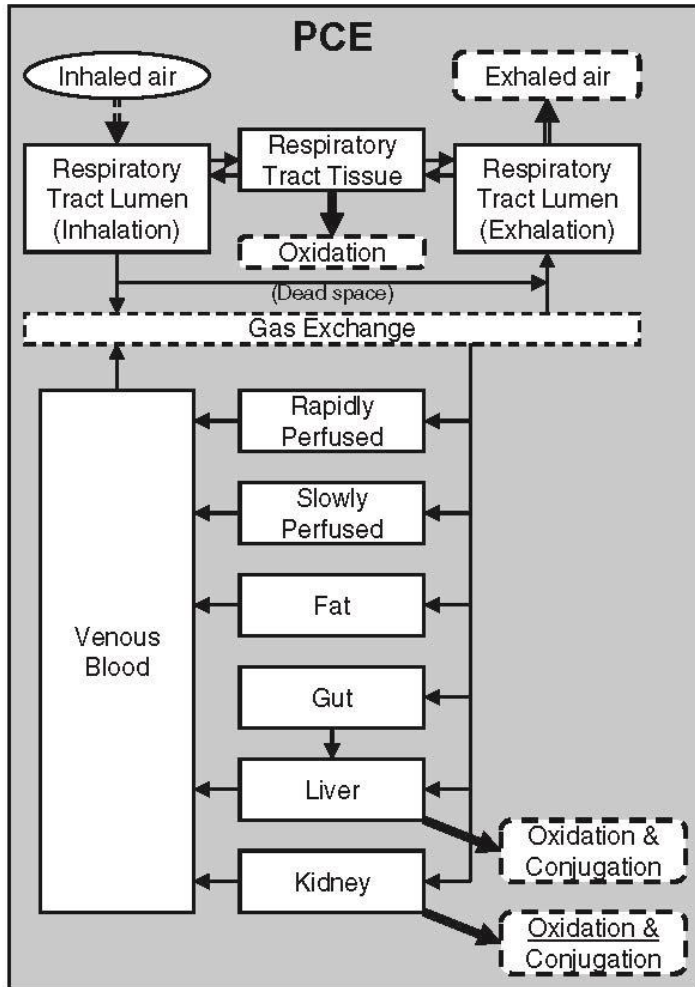 PCE
Inhaled air
Exhaled air
Respiratory
Tract Lumen
(Inhalation)
Respiratory
Tract Tissue
Respiratory
Tract Lumen
(Exhalation)
Oxidation
(Dead space)
Gas Exchange
Venous
Blood
Rapidly
Perfused
Slowly
Perfused
Fat
Gut
Liver
Oxidation &
Conjugation
Kidney
Oxidation &
Conjugation